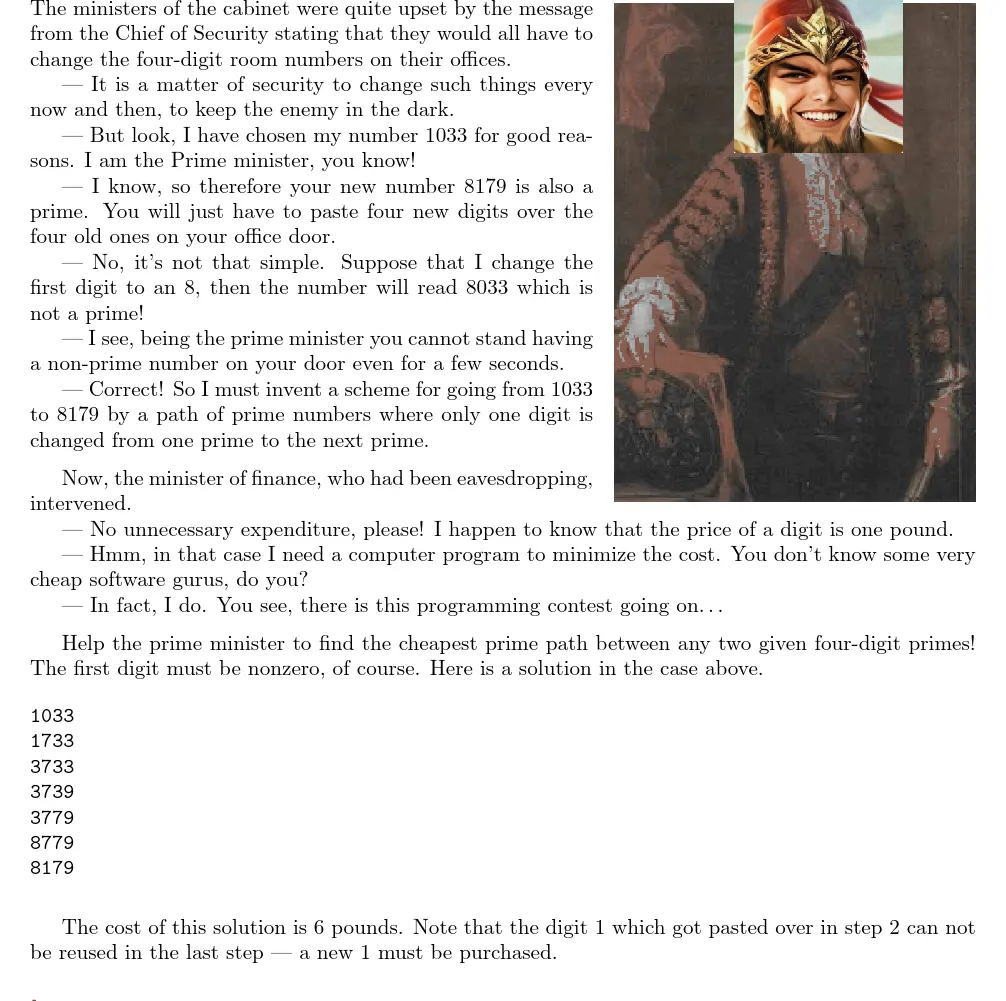 The ministers of the cabinet were quite upset by the message
from the Chief of Security stating that they would all have to
change the four-digit room numbers on their offices.
— It is a matter of security to change such things every
now and then, to keep the enemy in the dark.
— But look, I have chosen my number 1033 for good rea-
sons. I am the Prime minister, you know!
— I know, so therefore your new number 8179 is also a
prime. You will just have to paste four new digits over the
four old ones on your office door.
— No, it's not that simple. Suppose that I change the
first digit to an 8, then the number will read 8033 which is
not a prime!
— I see, being the prime minister you cannot stand having
a non-prime number on your door even for a few seconds.
— Correct! So I must invent a scheme for going from 1033
to 8179 by a path of prime numbers where only one digit is
changed from one prime to the next prime.
Now, the minister of finance, who had been eavesdropping,
intervened.
— No unnecessary expenditure, please! I happen to know that the price of a digit is one pound.
— Hmm, in that case I need a computer program to minimize the cost. You don't know some very
cheap software gurus, do you?
— In fact, I do. You see, there is this programming contest going on...
Help the prime minister to find the cheapest prime path between any two given four-digit primes!
The first digit must be nonzero, of course. Here is a solution in the case above.
1033
1733
3733
3739
3779
8779
8179
The cost of this solution is 6 pounds. Note that the digit 1 which got pasted over in step 2 can not
be reused in the last step — a new 1 must be purchased.